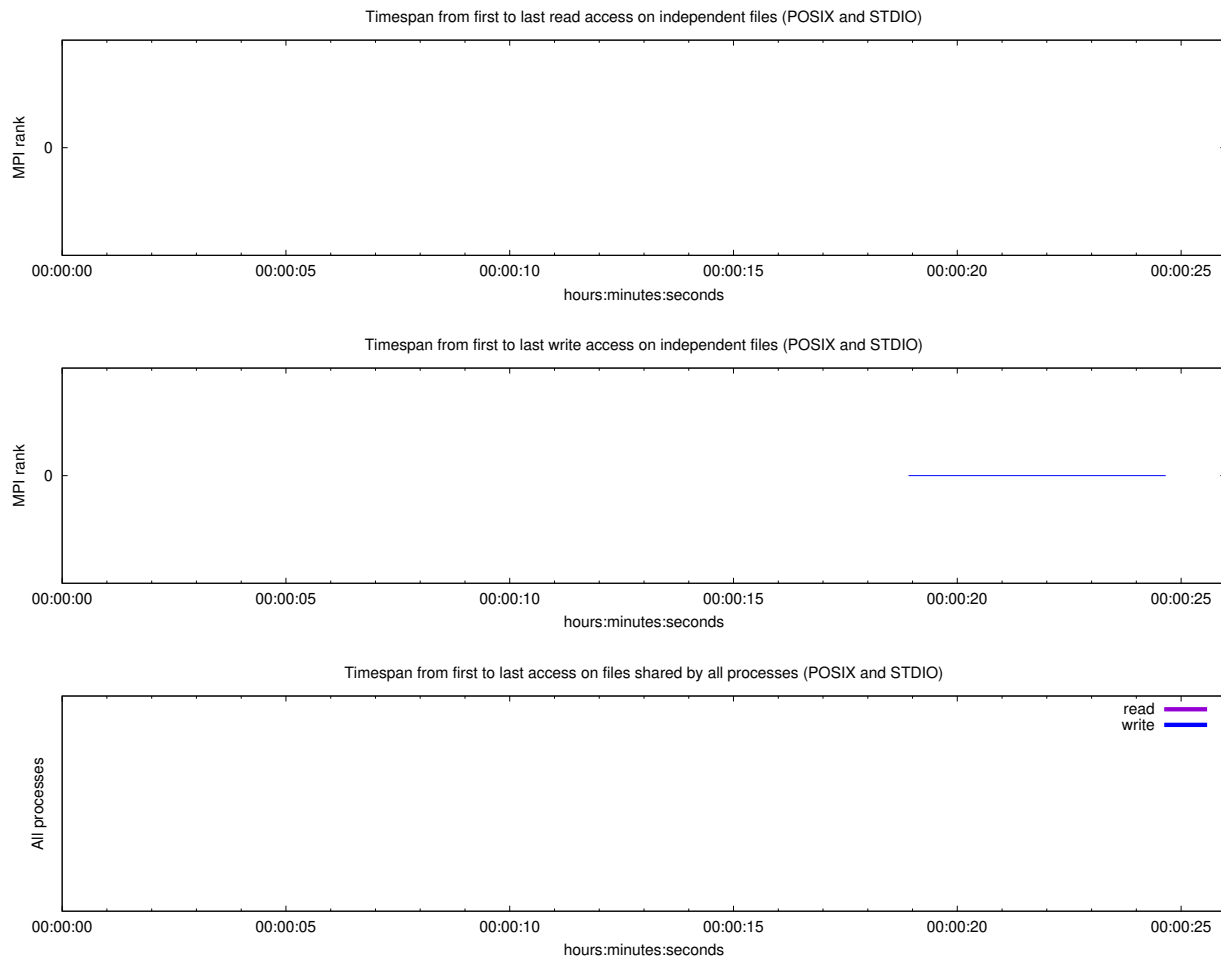 Timespan from first to last read access on independent files (POSIX and STDIO)
MPI rank
0
00:00:00 00:00:05 00:00:10 00:00:15 00:00:20 00:00:25
hours:minutes:seconds
Timespan from first to last write access on independent files (POSIX and STDIO)
MPI rank
0
00:00:00 00:00:05 00:00:10 00:00:15 00:00:20 00:00:25
hours:minutes:seconds
Timespan from first to last access on files shared by all processes (POSIX and STDIO)
read
write
All processes
00:00:00 00:00:05 00:00:10 00:00:15 00:00:20 00:00:25
hours:minutes:seconds